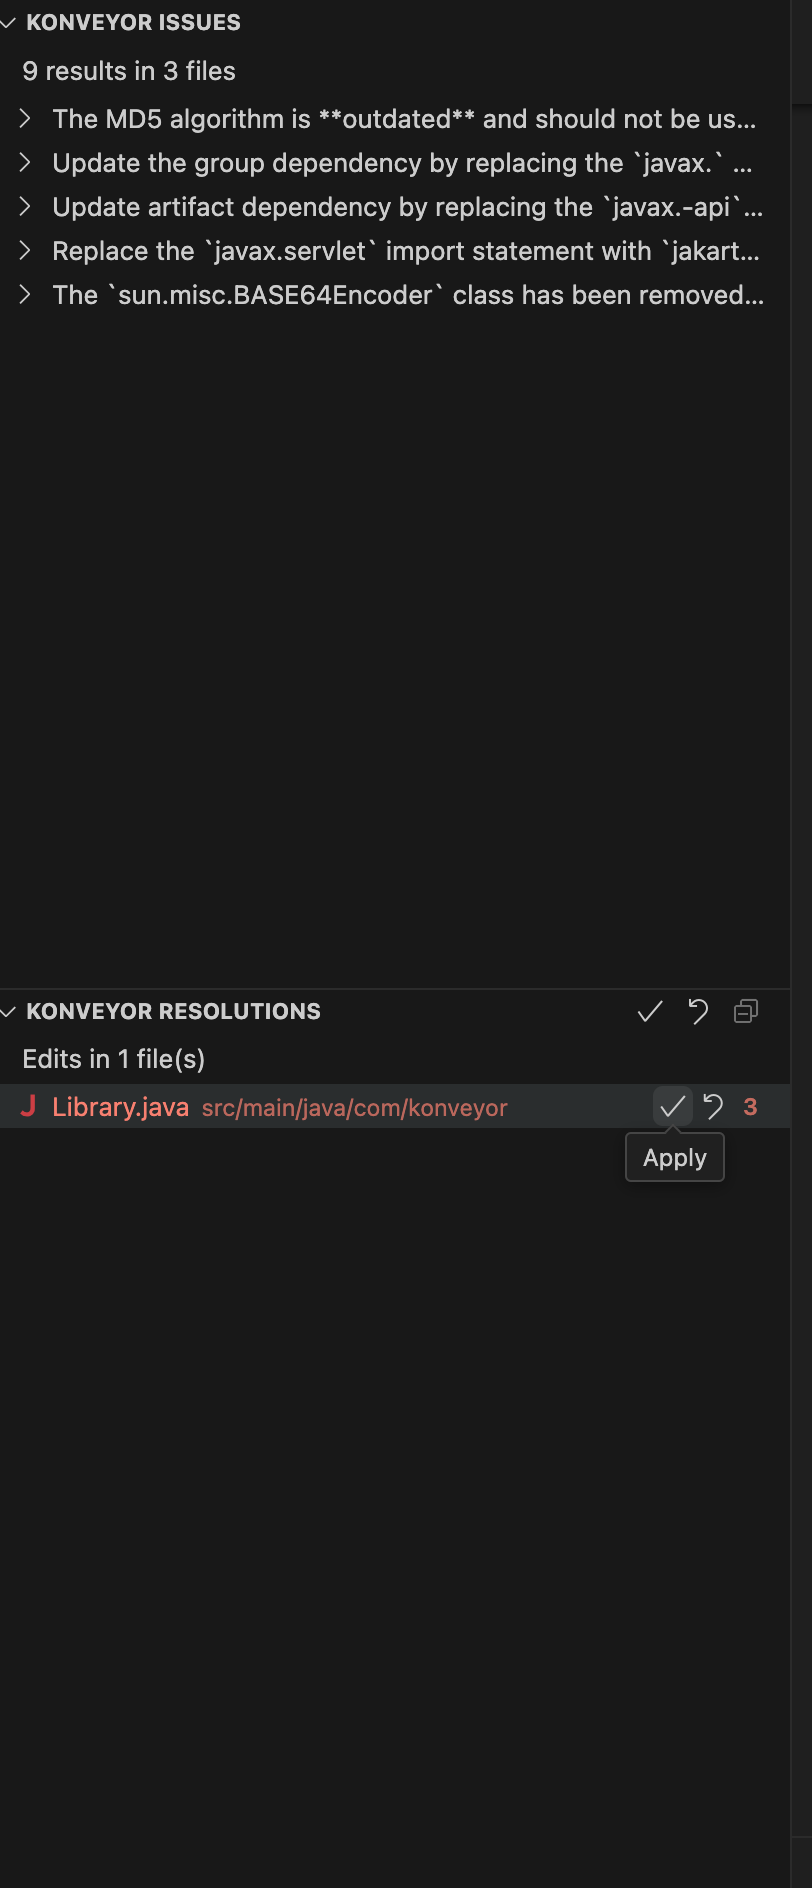 KONVEYOR ISSUES
9 results in 3 files
The MD5 algorithm is **outdated** and should not be us...
Update the group dependency by replacing the `javax.` ...
Update artifact dependency by replacing the `javax.-api`...
Replace the `javax.servlet` import statement with `jakart...
The `sun.misc.BASE64Encoder` class has been removed...
KONVEYOR RESOLUTIONS
Edits in 1 file(s)
J Library.java src/main/java/com/konveyor 3
Apply